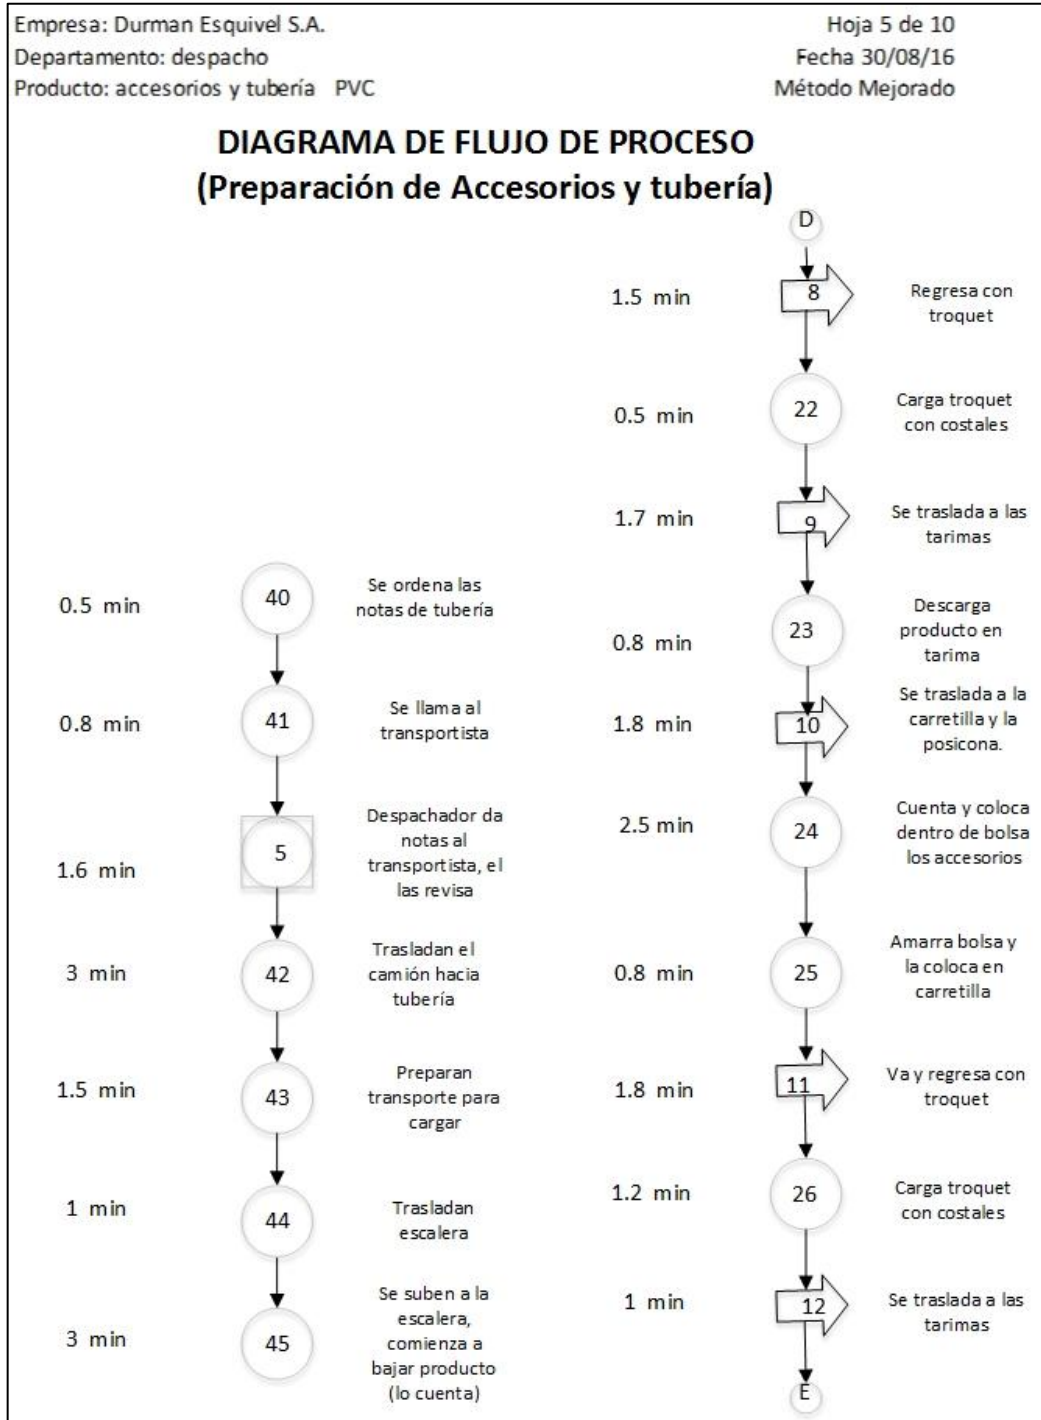 Empresa: Durman Esquivel S.A.
Hoja 5 de 10
Departamento: despacho
Fecha 30/08/16
Producto: accesorios y tubería PVC
Método Mejorado
DIAGRAMA DE FLUJO DE PROCESO
(Preparación de Accesorios y tubería)
0.5 min
40
Se ordena las
notas de tubería
0.8 min
41
Se llama al
transportista
1.6 min
5
Despachador da
notas al
transportista, el
las revisa
3 min
42
Trasladan el
camión hacia
tubería
1.5 min
43
Preparan
transporte para
cargar
1 min
44
Trasladan
escalera
3 min
45
Se suben a la
escalera,
comienza a
bajar producto
(lo cuenta)
D
1.5 min
8
Regresa con
troquet
0.5 min
22
Carga troquet
con costales
1.7 min
9
Se traslada a las
tarimas
0.8 min
23
Descarga
producto en
tarima
1.8 min
10
Se traslada a la
carretilla y la
posicona.
2.5 min
24
Cuenta y coloca
dentro de bolsa
los accesorios
0.8 min
25
Amarra bolsa y
la coloca en
carretilla
1.8 min
11
Va y regresa con
troquet
1.2 min
26
Carga troquet
con costales
1 min
12
Se traslada a las
tarimas
E